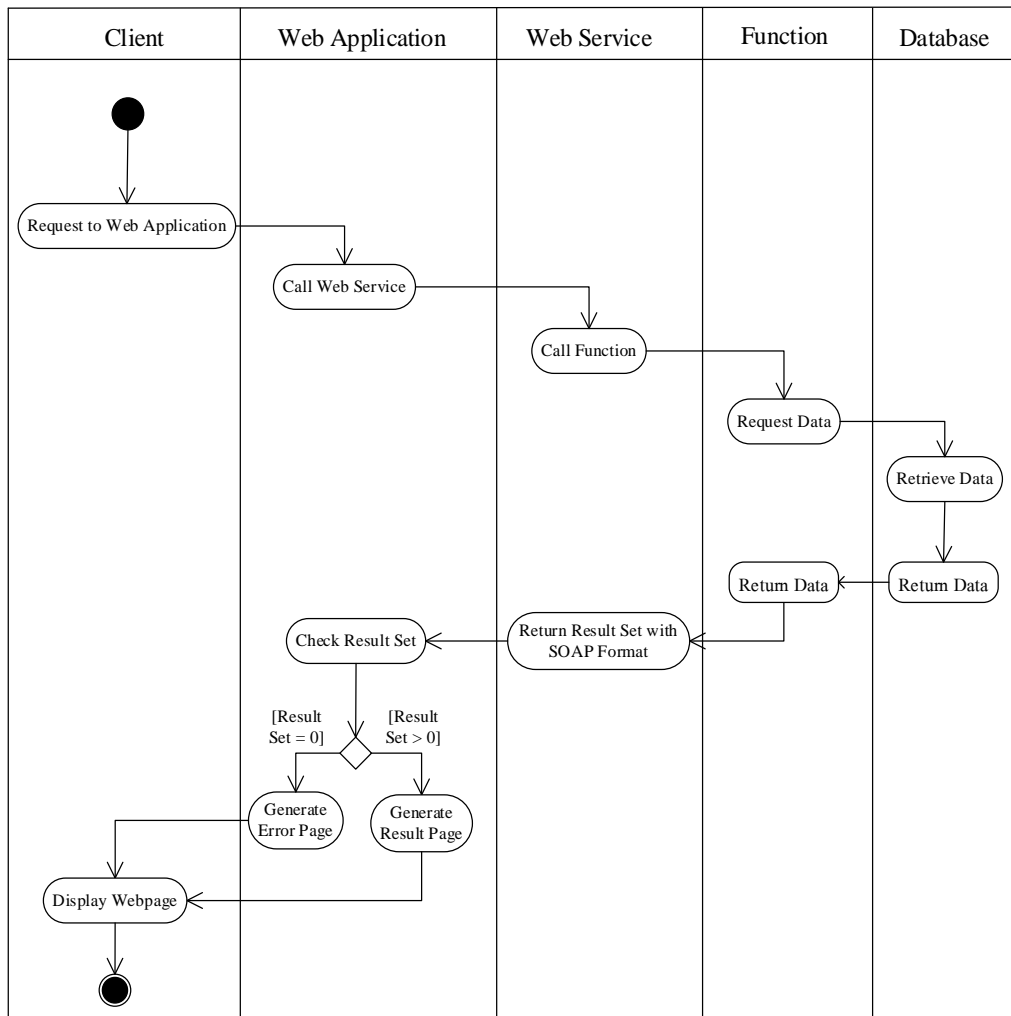 Client
Web Application
Web Service
Function
Database
Request to Web Application
Call Web Service
Call Function
Request Data
Retrieve Data
Return Data
Return Data
Return Result Set with
SOAP Format
Check Result Set
[Result
Set = 0]
[Result
Set > 0]
Generate
Error Page
Generate
Result Page
Display Webpage